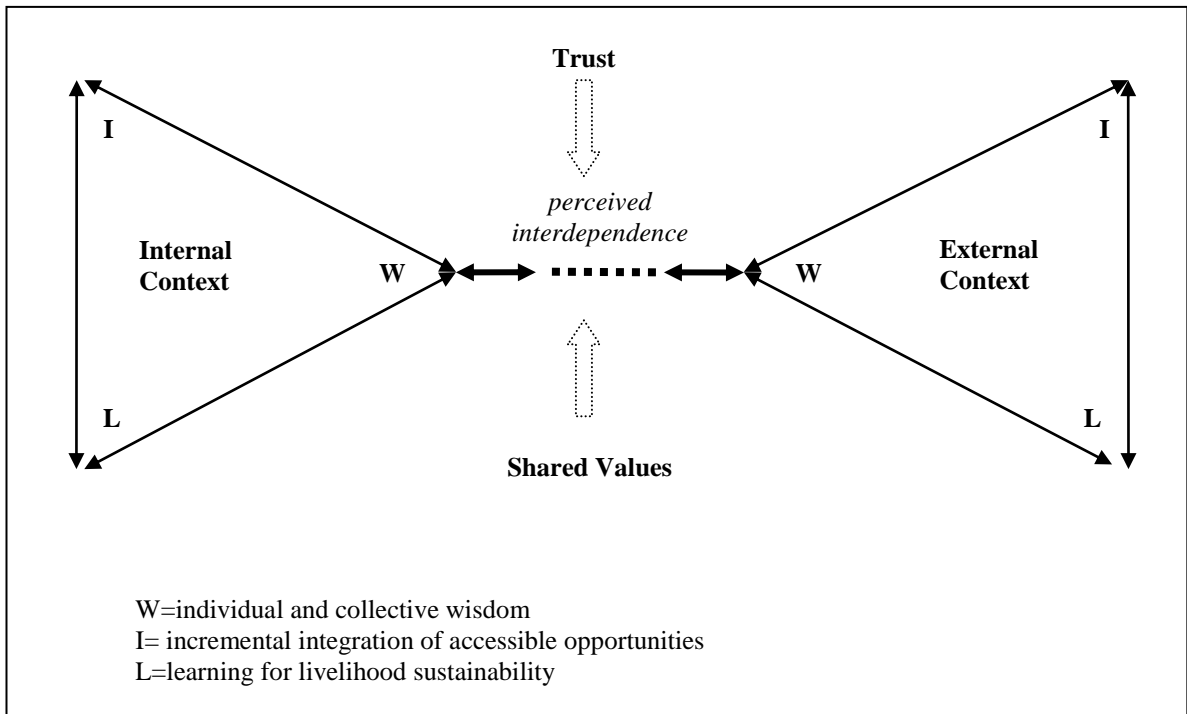 Trust
I
I
perceived
interdependence
Internal
Context
W
W
External
Context
L
L
Shared Values
W=individual and collective wisdom
I= incremental integration of accessible opportunities
L=learning for livelihood sustainability